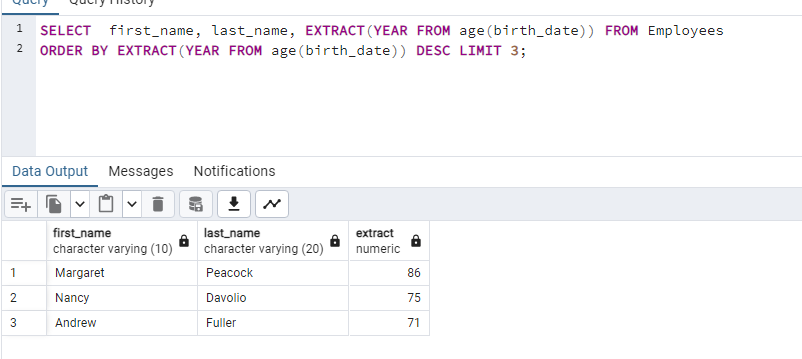 Query Query History
1 SELECT  first_name, last_name, EXTRACT(YEAR FROM age(birth_date)) FROM Employees
2 ORDER BY EXTRACT(YEAR FROM age(birth_date)) DESC LIMIT 3;
Data Output Messages Notifications
first_name last_name extract
character varying (10) character varying (20) numeric
1 Margaret Peacock 86
2 Nancy Davolio 75
3 Andrew Fuller 71